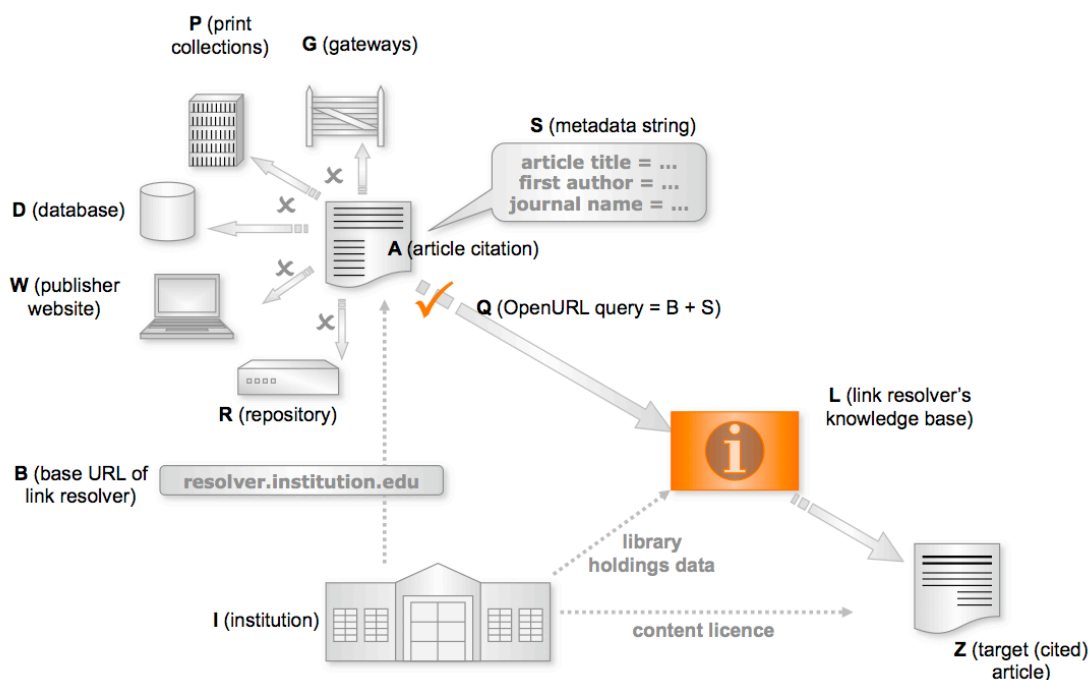 P (print
collections)
G (gateways)
S (metadata string)
article title = ...
first author = ...
journal name = ...
D (database)
A (article citation)
W (publisher
website)
Q (OpenURL query = B + S)
R (repository)
L (link resolver’s
knowledge base)
B (base URL of
link resolver)
resolver.institution.edu
library
holdings data
I (institution)
content licence
Z (target (cited)
article)